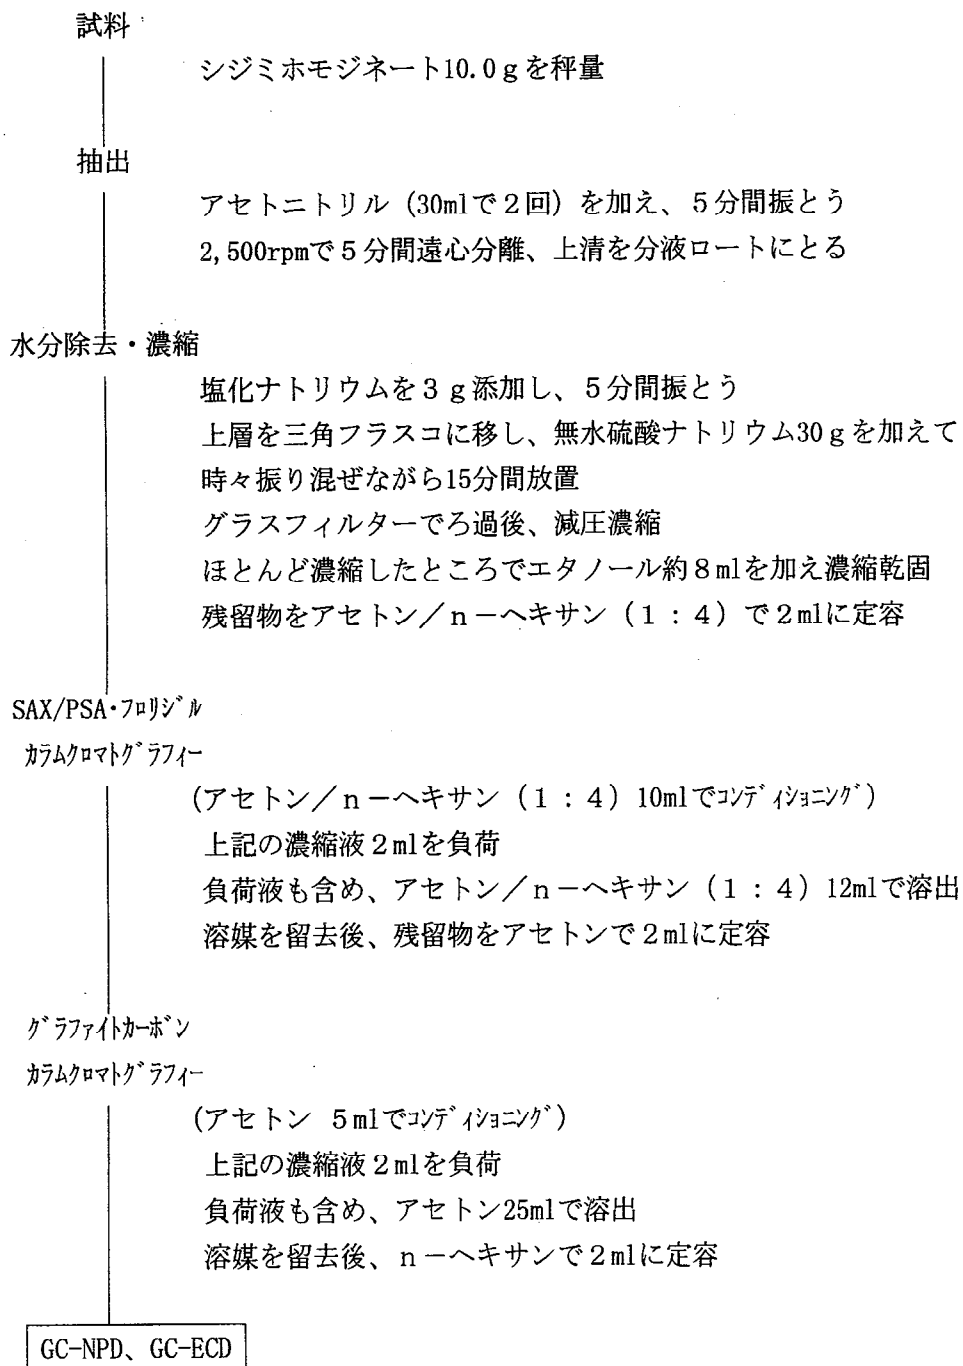 試料
シジミホモジネート10.0ｇを秤量
抽出
アセトニトリル（30mlで２回）を加え、５分間振とう
2,500rpmで５分間遠心分離、上清を分液ロートにとる
水分除去・濃縮
塩化ナトリウムを３ｇ添加し、５分間振とう
上層を三角フラスコに移し、無水硫酸ナトリウム30ｇを加えて
時々振り混ぜながら15分間放置
グラスフィルターでろ過後、減圧濃縮
ほとんど濃縮したところでエタノール約８mlを加え濃縮乾固
残留物をアセトン／ｎ－ヘキサン（１：４）で２mlに定容
SAX/PSA・ﾌﾛﾘｼﾞﾙ
ｶﾗﾑｸﾛﾏﾄｸﾞﾗﾌｨｰ
(アセトン／ｎ－ヘキサン（１：４）10mlでｺﾝﾃﾞｨｼｮﾆﾝｸﾞ)
上記の濃縮液２mlを負荷
負荷液も含め、アセトン／ｎ－ヘキサン（１：４）12mlで溶出
溶媒を留去後、残留物をアセトンで２mlに定容
ｸﾞﾗﾌｧｲﾄｶｰﾎﾞﾝ
ｶﾗﾑｸﾛﾏﾄｸﾞﾗﾌｨｰ
(アセトン ５mlでｺﾝﾃﾞｨｼｮﾆﾝｸﾞ)
上記の濃縮液２mlを負荷
負荷液も含め、アセトン25mlで溶出
溶媒を留去後、ｎ－ヘキサンで２mlに定容
GC-NPD、GC-ECD